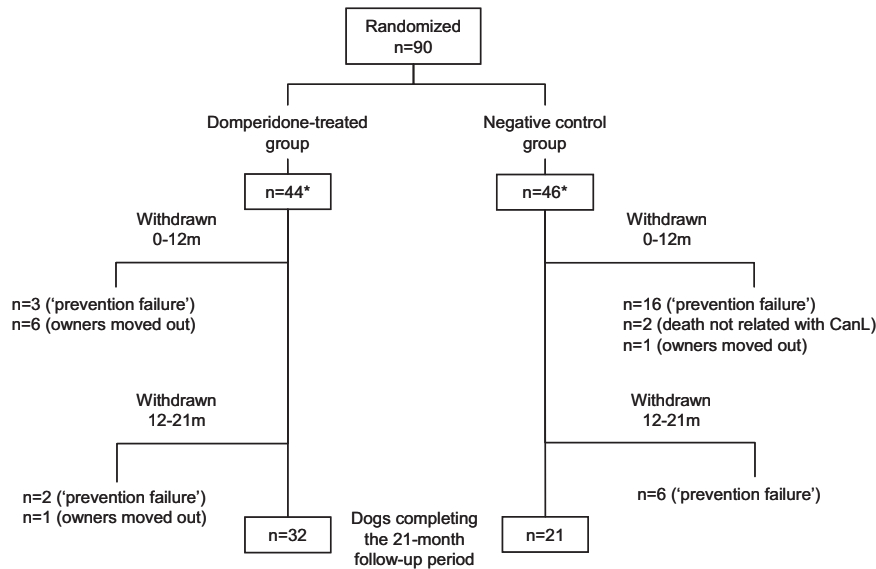 Randomized
n=90
Domperidone-treated
group
Negative control
group
n=44*
n=46*
Withdrawn
0-12m
Withdrawn
0-12m
n=3 (‘prevention failure’)
n=6 (owners moved out)
n=16 (‘prevention failure’)
n=2 (death not related with CanL)
n=1 (owners moved out)
Withdrawn
12-21m
Withdrawn
12-21m
n=2 (‘prevention failure’)
n=1 (owners moved out)
n=6 (‘prevention failure’)
n=32
Dogs completing
the 21-month
follow-up period
n=21